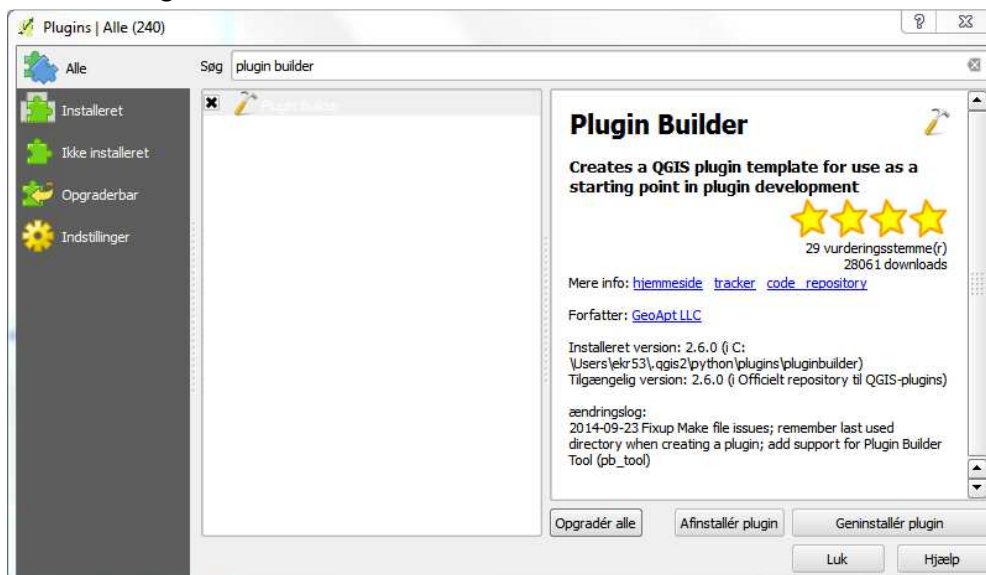 Plugins | Alle (240)
Alle
Søg plugin builder
Installeret
Ikke installeret
Opgraderbar
Indstillinger
Plugin Builder
Plugin Builder
Creates a QGIS plugin template for use as a
starting point in plugin development
29 vurderingsstemme(r)
28061 downloads
Mere info: hjemmeside tracker code repository
Forfatter: GeoApt LLC
Installeret version: 2.6.0 (i C:
\Users\ekr53\.qgis2\python\plugins\pluginbuilder)
Tilgængelig version: 2.6.0 (i Officielt repository til QGIS-plugins)
ændringslog:
2014-09-23 Fixup Make file issues; remember last used
directory when creating a plugin; add support for Plugin Builder
Tool (pb_tool)
Opgradér alle
Afinstallér plugin
Geninstallér plugin
Luk
Hjælp